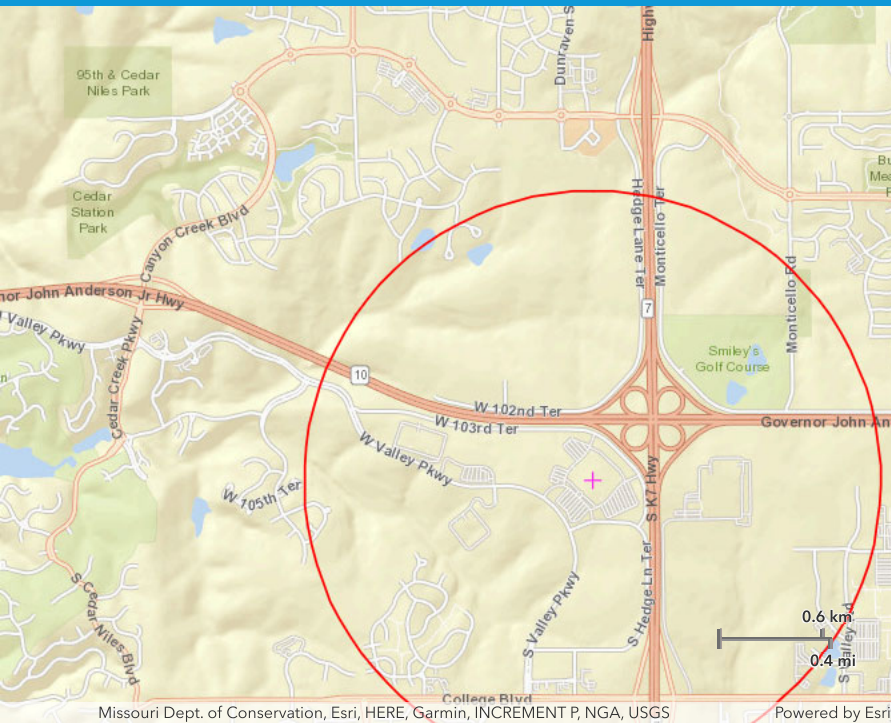 Dunraven S
High
95th & Cedar
Niles Park
Cedar
Station
Park
Canyon Creek Blvd
Hedge Lane Ter
Monticello Ter
Monticello Rd
Bu
Mea
nor John Anderson Jr Hwy
Valley Pkwy
Cedar Creek Pkwy
7
10
Smiley's
Golf Course
W 102nd Ter
W 103rd Ter
Governor John An
W Valley Pkwy
W 105th Ter
S K7 Hwy
S Hedge Ln Ter
S Valley Pkwy
S Cedar Niles Blvd
n
0.6 km
0.4 mi
S Valley Rd
College Blvd
Missouri Dept. of Conservation, Esri, HERE, Garmin, INCREMENT P, NGA, USGS
Powered by Esri